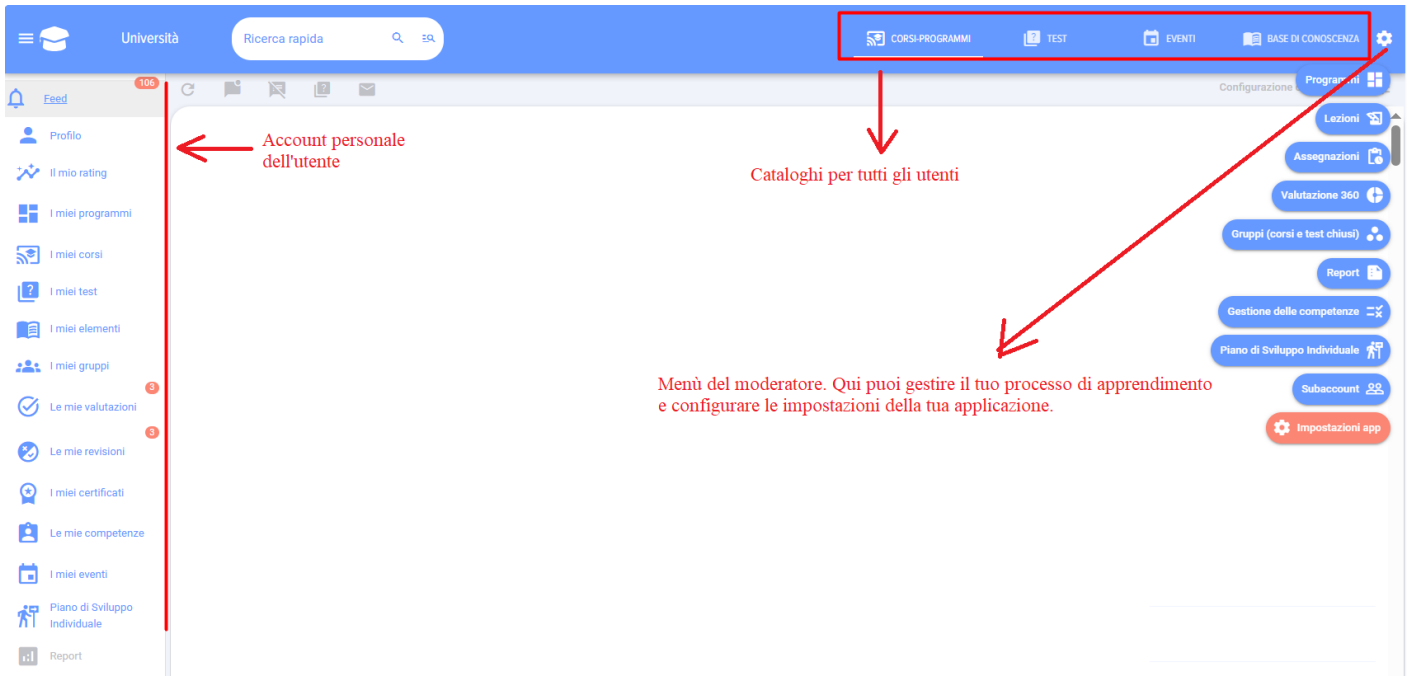 Università
Ricerca rapida
CORSI-PROGRAMMI
TEST
EVENTI
BASE DI CONOSCENZA
106
Feed
Profilo
Il mio rating
I miei programmi
I miei corsi
I miei test
I miei elementi
I miei gruppi
3
Le mie valutazioni
3
Le mie revisioni
I miei certificati
Le mie competenze
I miei eventi
Piano di Sviluppo
Individuale
Report
Account personale
dell'utente
Cataloghi per tutti gli utenti
Menù del moderatore. Qui puoi gestire il tuo processo di apprendimento
e configurare le impostazioni della tua applicazione.
Configurazione
Programmi
Lezioni
Assegnazioni
Valutazione 360
Gruppi (corsi e test chiusi)
Report
Gestione delle competenze
Piano di Sviluppo Individuale
Subaccount
Impostazioni app